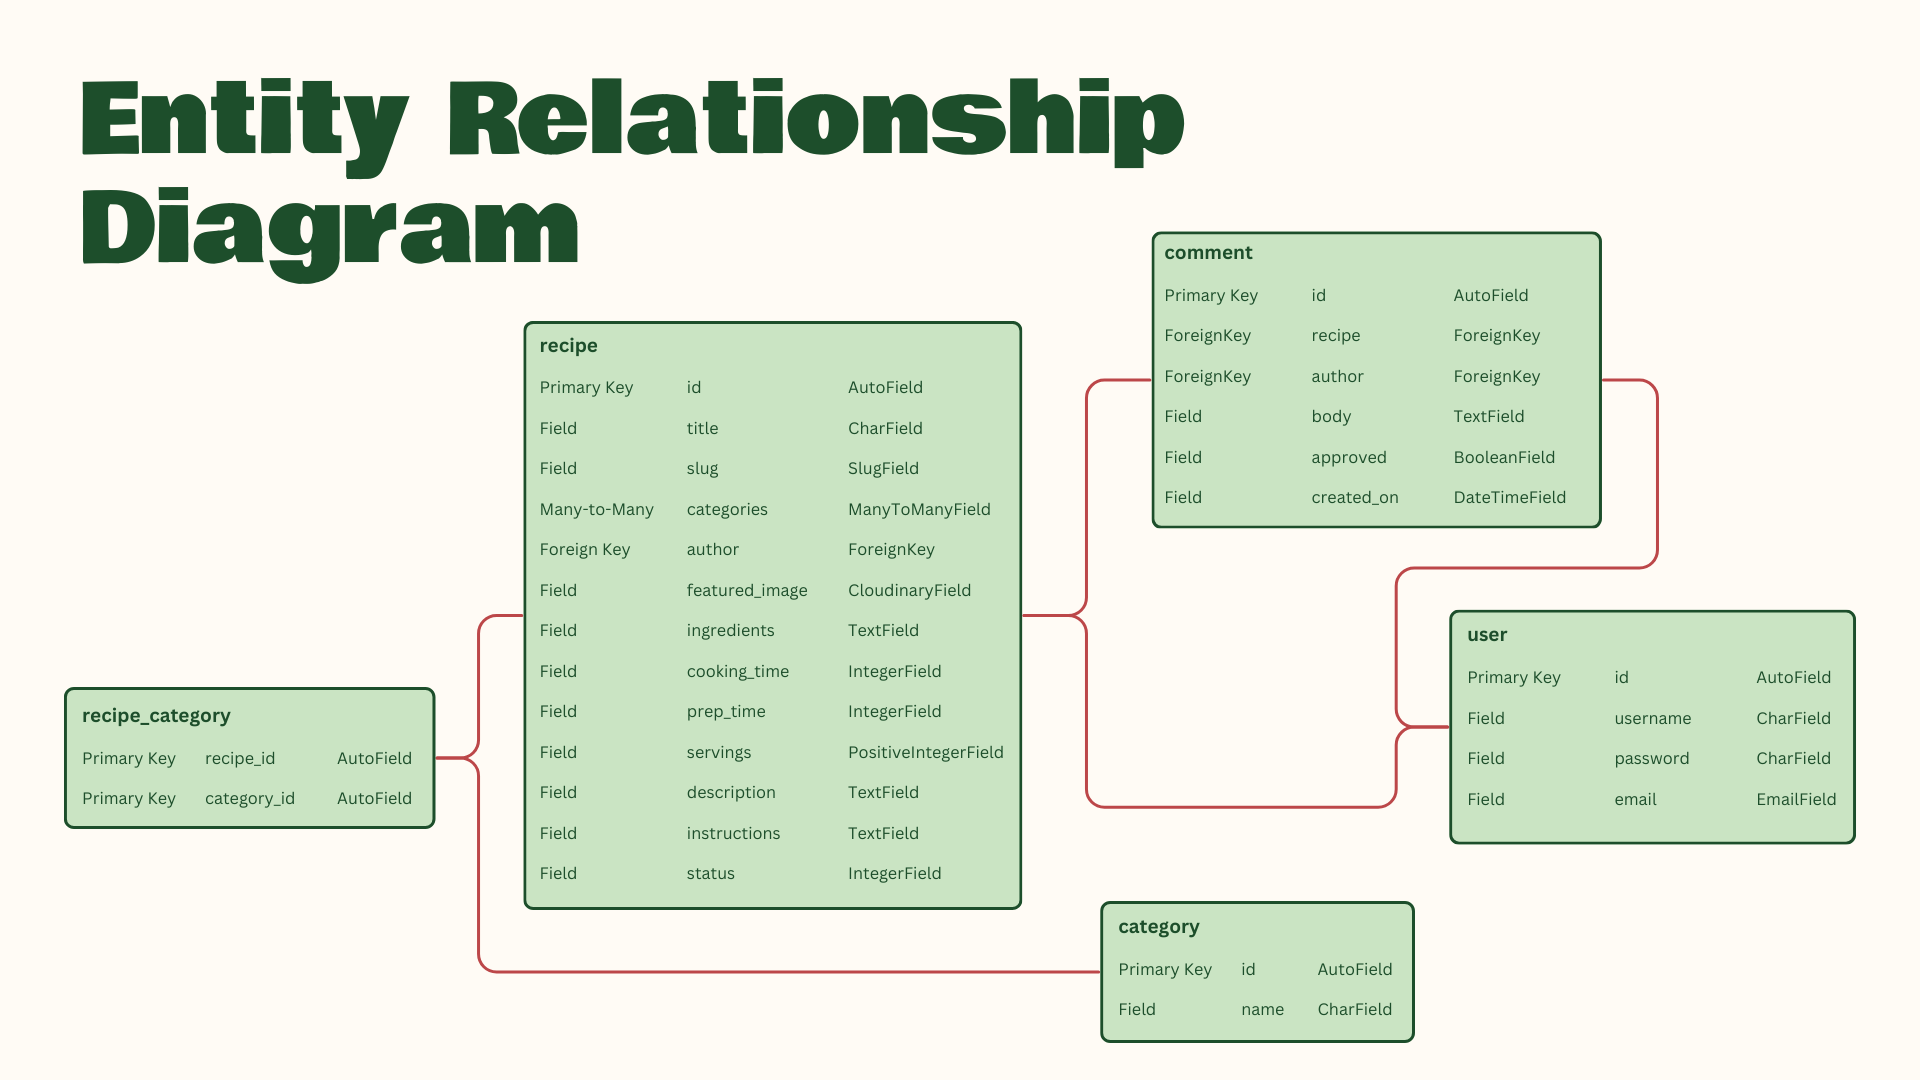 Entity Relationship
Diagram
comment
Primary Key id AutoField
ForeignKey recipe ForeignKey
ForeignKey author ForeignKey
Field body TextField
Field approved BooleanField
Field created_on DateTimeField
recipe
Primary Key id AutoField
Field title CharField
Field slug SlugField
Many-to-Many categories ManyToManyField
Foreign Key author ForeignKey
Field featured_image CloudinaryField
Field ingredients TextField
Field cooking_time IntegerField
Field prep_time IntegerField
Field servings PositiveIntegerField
Field description TextField
Field instructions TextField
Field status IntegerField
user
Primary Key id AutoField
Field username CharField
Field password CharField
Field email EmailField
recipe_category
Primary Key recipe_id AutoField
Primary Key category_id AutoField
category
Primary Key id AutoField
Field name CharField